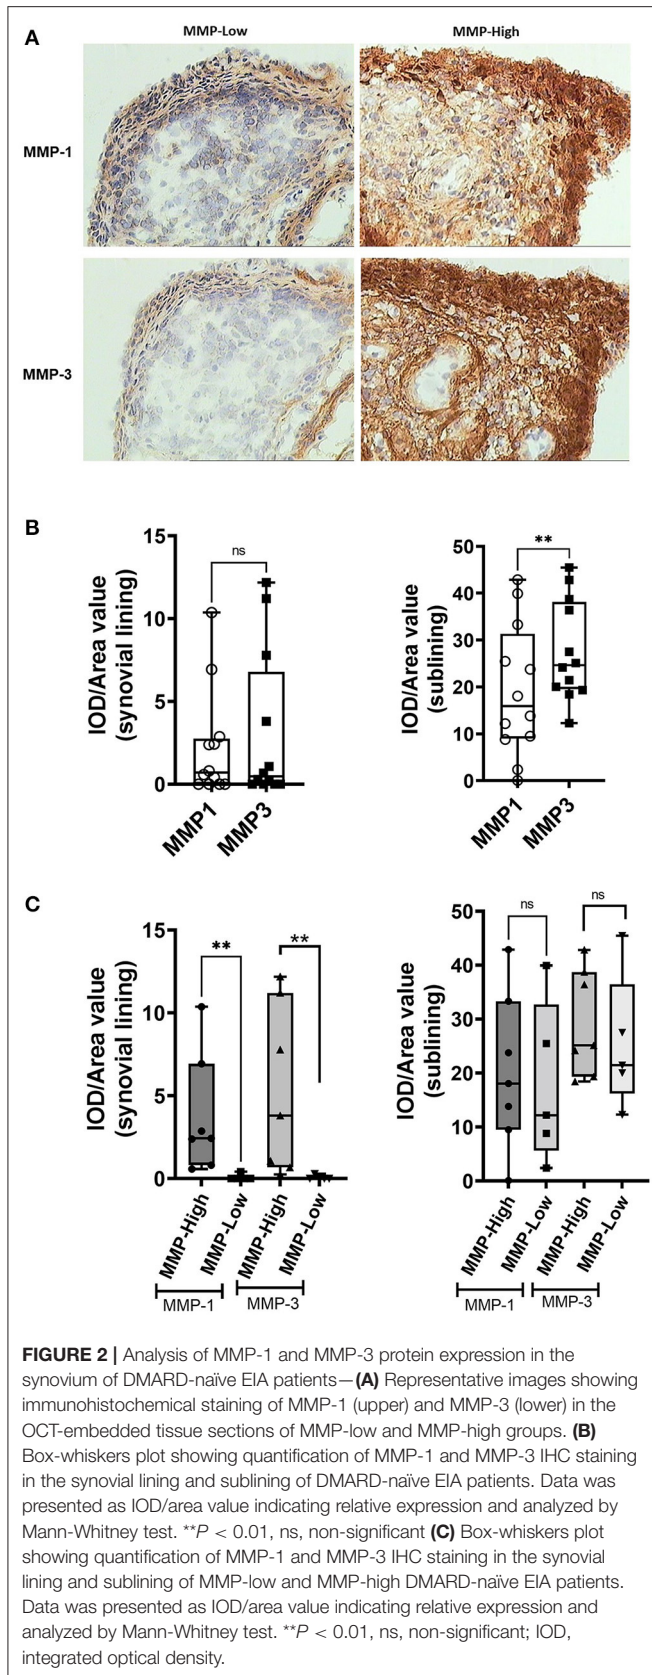 A
MMP-Low
MMP-High
MMP-1
MMP-3
B
IOD/Area value
(synovial lining)
15
10
5
0
ns
MMP1
MMP3
IOD/Area value
(sublining)
50
40
30
20
10
0
**
MMP1
MMP3
C
IOD/Area value
(synovial lining)
15
10
5
0
**
**
MMP-High
MMP-Low
MMP-High
MMP-Low
MMP-1
MMP-3
IOD/Area value
(sublining)
50
40
30
20
10
0
ns
ns
MMP-High
MMP-Low
MMP-High
MMP-Low
MMP-1
MMP-3
FIGURE 2 | Analysis of MMP-1 and MMP-3 protein expression in the
synovium of DMARD-naïve EIA patients—(A) Representative images showing
immunohistochemical staining of MMP-1 (upper) and MMP-3 (lower) in the
OCT-embedded tissue sections of MMP-low and MMP-high groups. (B)
Box-whiskers plot showing quantification of MMP-1 and MMP-3 IHC staining
in the synovial lining and sublining of DMARD-naïve EIA patients. Data was
presented as IOD/area value indicating relative expression and analyzed by
Mann-Whitney test. **P < 0.01, ns, non-significant (C) Box-whiskers plot
showing quantification of MMP-1 and MMP-3 IHC staining in the synovial
lining and sublining of MMP-low and MMP-high DMARD-naïve EIA patients.
Data was presented as IOD/area value indicating relative expression and
analyzed by Mann-Whitney test. **P < 0.01, ns, non-significant; IOD,
integrated optical density.